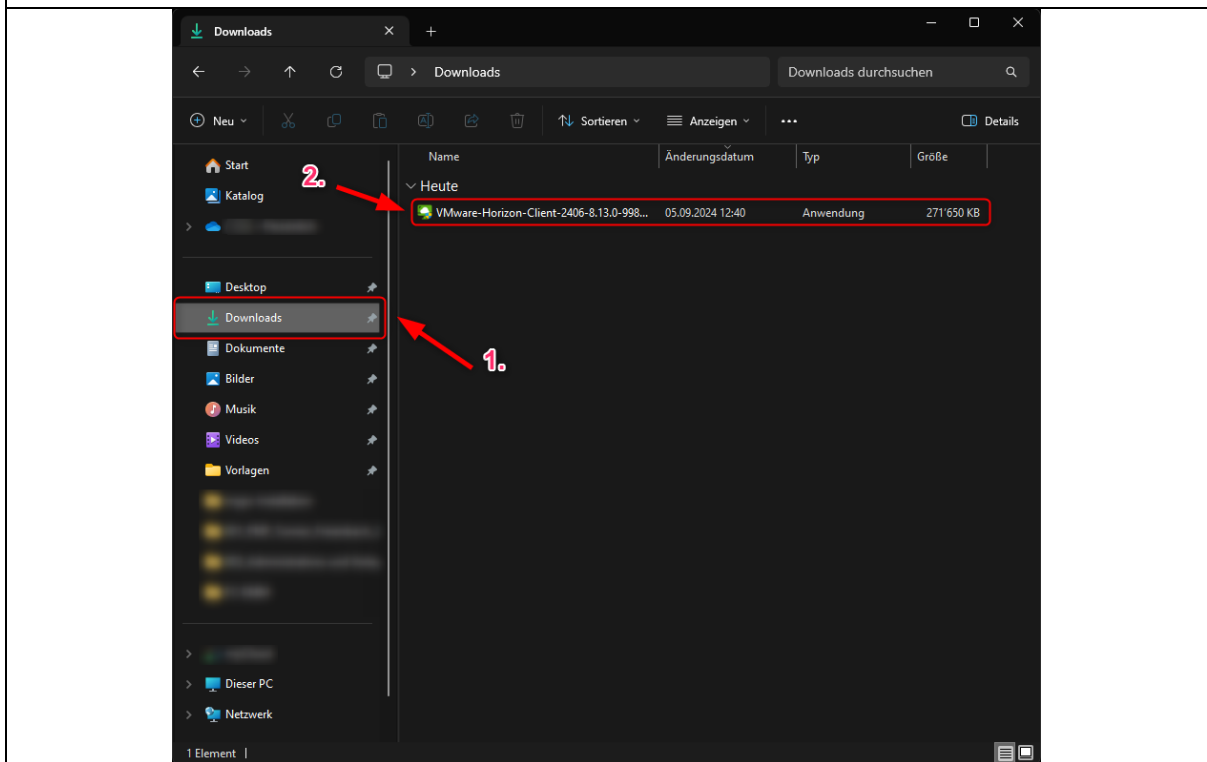 Downloads
Downloads
Downloads durchsuchen
Neu
Sortieren
Anzeigen
Details
Name Änderungsdatum Typ Größe
Start
2.
Heute
Katalog
VMware-Horizon-Client-2406-8.13.0-998... 05.09.2024 12:40 Anwendung 271'650 KB
Desktop
Downloads
1.
Dokumente
Bilder
Musik
Videos
Vorlagen
Dieser PC
Netzwerk
1 Element